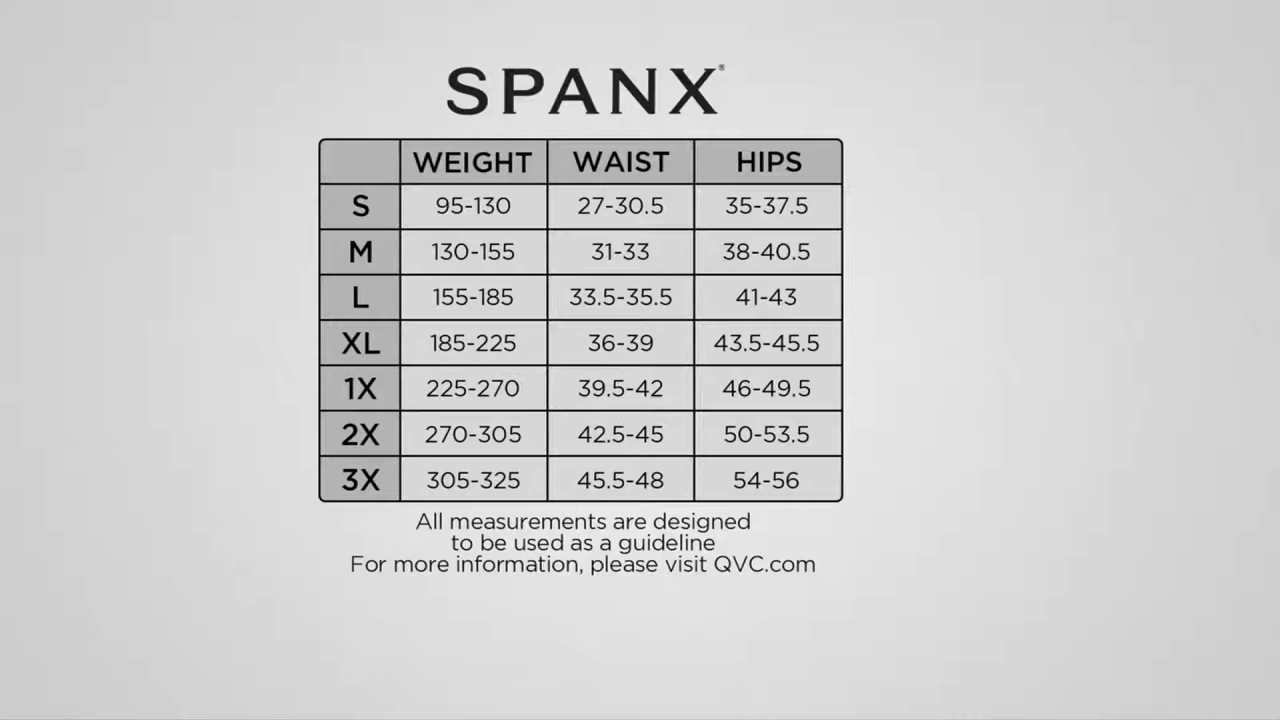 SPANX®
WEIGHT WAIST HIPS
S 95-130 27-30.5 35-37.5
M 130-155 31-33 38-40.5
L 155-185 33.5-35.5 41-43
XL 185-225 36-39 43.5-45.5
1X 225-270 39.5-42 46-49.5
2X 270-305 42.5-45 50-53.5
3X 305-325 45.5-48 54-56
All measurements are designed
to be used as a guideline
For more information, please visit QVC.com